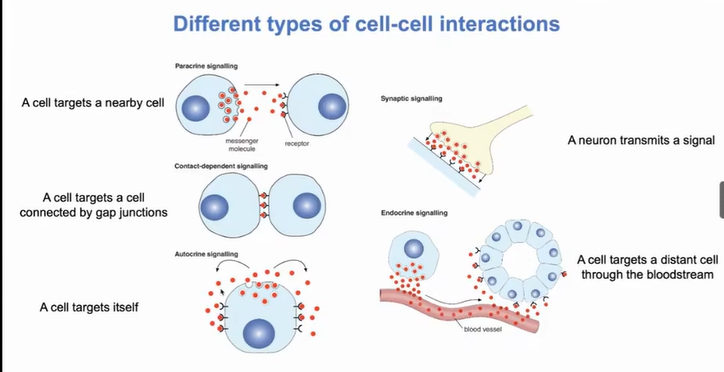 Different types of cell-cell interactions
Paracrine signalling
A cell targets a nearby cell
messenger
molecule
receptor
Contact-dependent signalling
A cell targets a cell
connected by gap junctions
Autocrine signalling
A cell targets itself
Synaptic signalling
A neuron transmits a signal
Endocrine signalling
A cell targets a distant cell
through the bloodstream
blood vessel